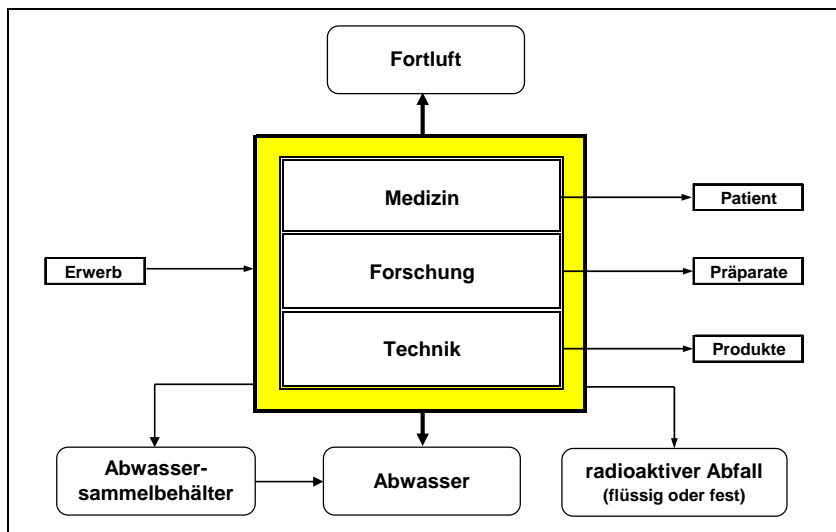 Fortluft
Medizin
Patient
Erwerb
Forschung
Präparate
Technik
Produkte
Abwasser-
sammelbehälter
Abwasser
radioaktiver Abfall
(flüssig oder fest)